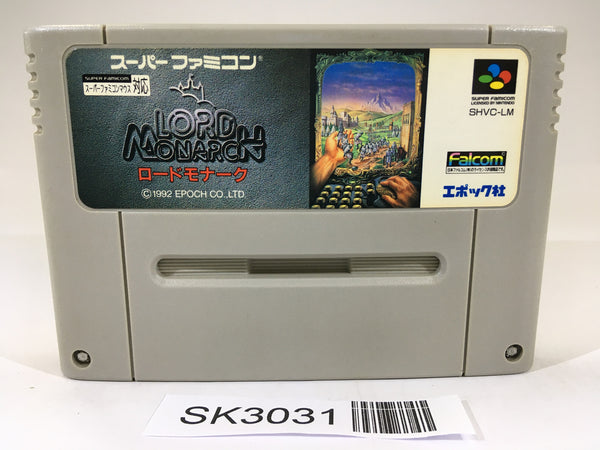 スーパーファミコン®
SUPER FAMICOM
スーパーファミコンマウス 対応
LORD
MONARCH
ロードモナーク
©1992 EPOCH CO.,LTD.
SUPER FAMICOM
LICENSED BY NINTENDO
SHVC-LM
Falcom
エポック社
SK3031